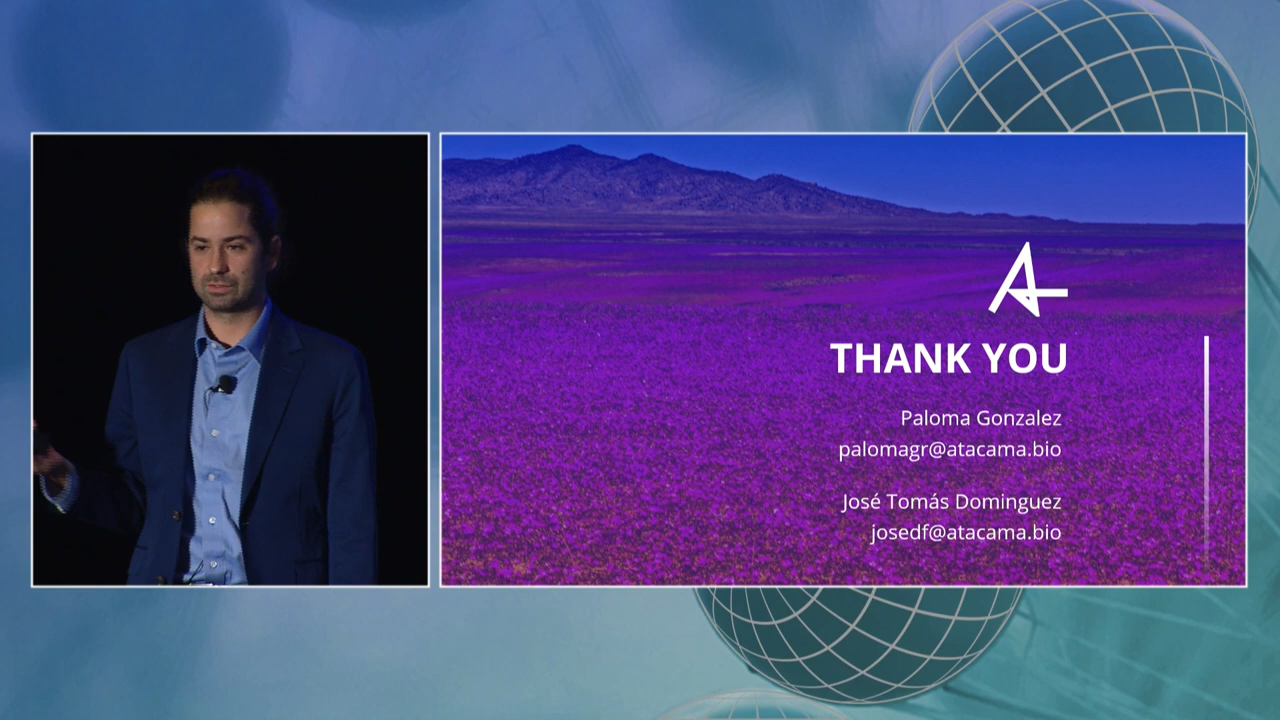 THANK YOU
Paloma Gonzalez
palomagr@atacama.bio
José Tomás Dominguez
josedf@atacama.bio